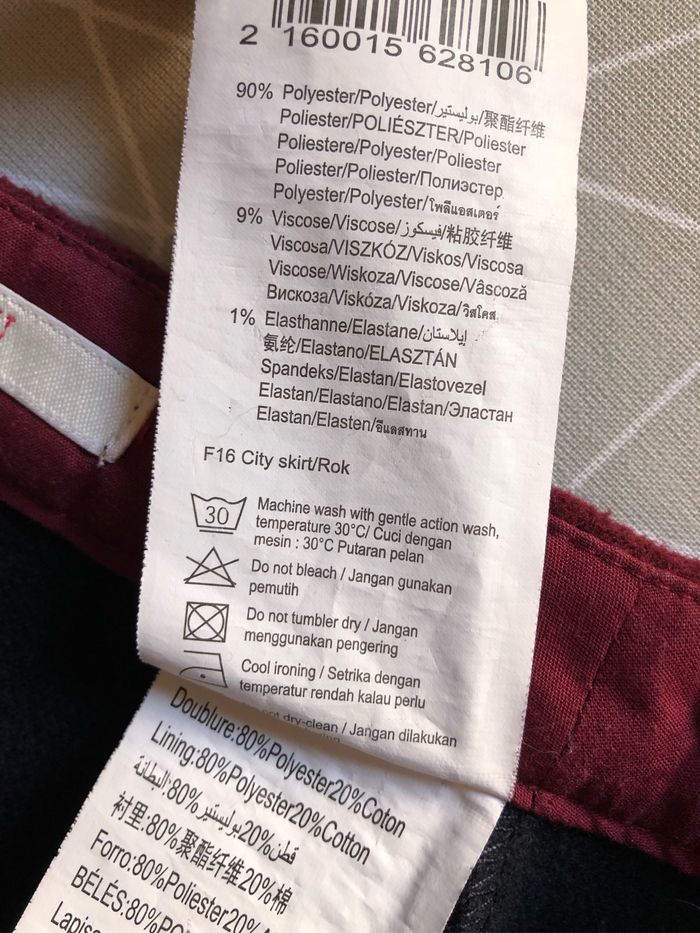 2 160015 628106
90% Polyester/Polyester/بوليستير/聚酯纤维
Poliester/POLIÉSZTER/Poliester
Poliestere/Polyester/Poliester
Poliester/Poliester/Полиэстер
Polyester/Polyester/โพลีแอสเตอร์
9% Viscose/Viscose/فيسكوز/粘胶纤维
Viscosa/VISZKÓZ/Viskos/Viscosa
Viscose/Wiskoza/Viscose/Vâscoză
Вискоза/Viskóza/Viskoza/วิสโคส
1% Elasthanne/Elastane/إيلاستان/
氨纶/Elastano/ELASZTÁN
Spandeks/Elastan/Elastovezel
Elastan/Elastano/Elastan/Эластан
Elastan/Elasten/อีแลสทาน
F16 City skirt/Rok
30
Machine wash with gentle action wash,
temperature 30°C/ Cuci dengan
mesin : 30°C Putaran pelan
Do not bleach / Jangan gunakan
pemutih
Do not tumbler dry / Jangan
menggunakan pengering
Cool ironing / Setrika dengan
temperatur rendah kalau perlu
not dry-clean / Jangan dilakukan
Doublure:80%Polyester20%Coton
Lining:80%Polyester20%Cotton
البطانة:80%بوليستير20%قطن
衬里:80%聚酯纤维20%棉
Forro:80%Poliester20%
BÉLÉS:80%